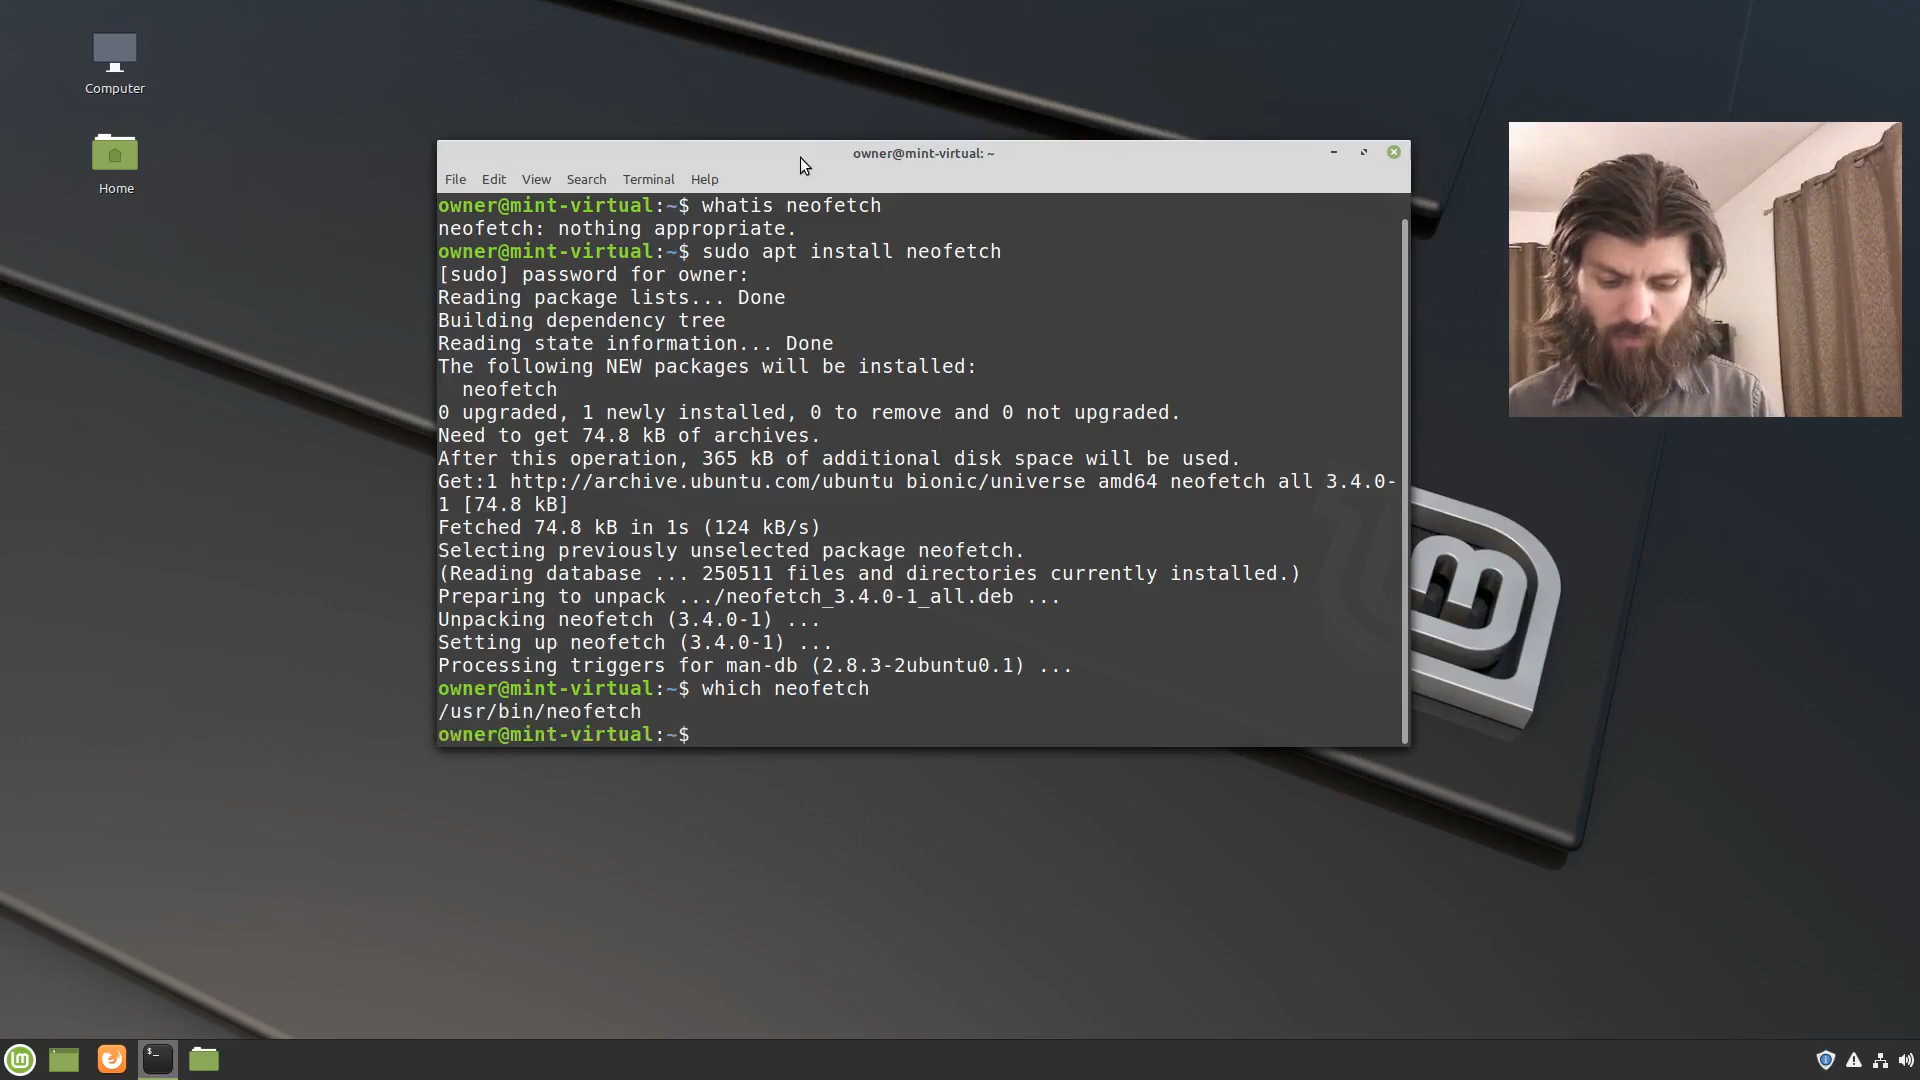 Computer
Home
owner@mint-virtual: ~
File Edit View Search Terminal Help
owner@mint-virtual:~$ whatis neofetch
neofetch: nothing appropriate.
owner@mint-virtual:~$ sudo apt install neofetch
[sudo] password for owner:
Reading package lists... Done
Building dependency tree
Reading state information... Done
The following NEW packages will be installed:
  neofetch
0 upgraded, 1 newly installed, 0 to remove and 0 not upgraded.
Need to get 74.8 kB of archives.
After this operation, 365 kB of additional disk space will be used.
Get:1 http://archive.ubuntu.com/ubuntu bionic/universe amd64 neofetch all 3.4.0-
1 [74.8 kB]
Fetched 74.8 kB in 1s (124 kB/s)
Selecting previously unselected package neofetch.
(Reading database ... 250511 files and directories currently installed.)
Preparing to unpack .../neofetch_3.4.0-1_all.deb ...
Unpacking neofetch (3.4.0-1) ...
Setting up neofetch (3.4.0-1) ...
Processing triggers for man-db (2.8.3-2ubuntu0.1) ...
owner@mint-virtual:~$ which neofetch
/usr/bin/neofetch
owner@mint-virtual:~$